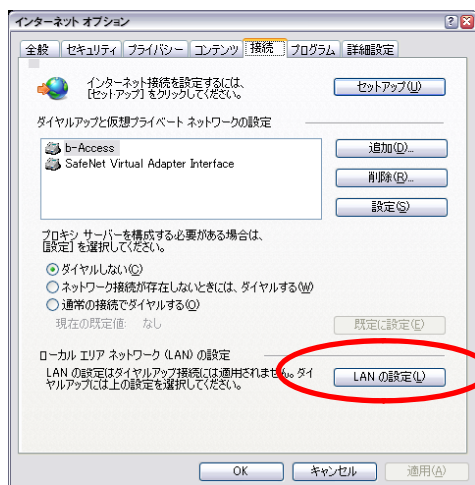 インターネット オプション
全般 セキュリティ プライバシー コンテンツ 接続 プログラム 詳細設定
インターネット接続を設定するには、
[セットアップ] をクリックしてください。
セットアップ(U)
ダイヤルアップと仮想プライベート ネットワークの設定
b-Access
SafeNet Virtual Adapter Interface
追加(D)...
削除(R)...
設定(S)
プロキシ サーバーを構成する必要がある場合は、
[設定] を選択してください。
ダイヤルしない(C)
ネットワーク接続が存在しないときには、ダイヤルする(W)
通常の接続でダイヤルする(O)
現在の既定値: なし
既定に設定(E)
ローカル エリア ネットワーク (LAN) の設定
LAN の設定はダイヤルアップ接続には適用されません。ダイ
ヤルアップには上の設定を選択してください。
LAN の設定(L)
OK キャンセル 適用(A)